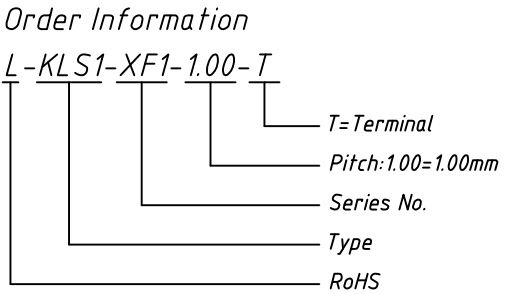 Order Information
L-KLS1-XF1-1.00-T
T=Terminal
Pitch:1.00=1.00mm
Series No.
Type
RoHS